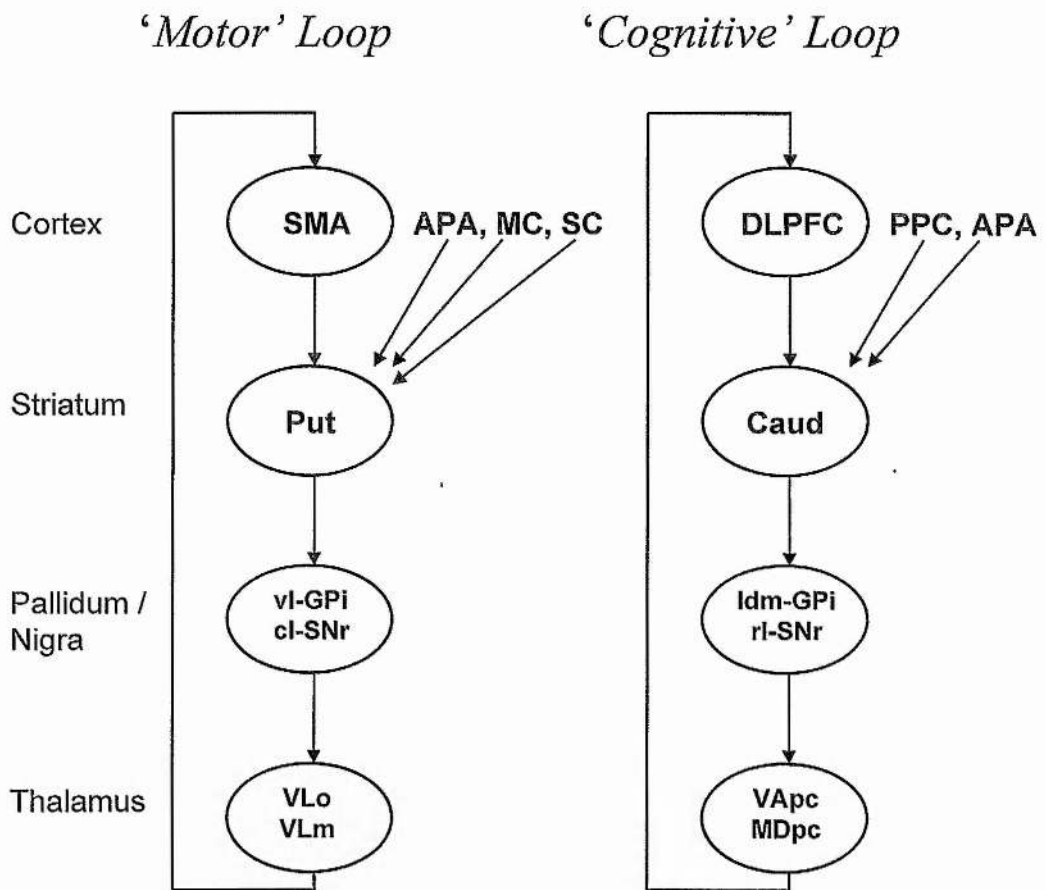 ‘Motor’ Loop
‘Cognitive’ Loop
Cortex
SMA
APA, MC, SC
DLPFC
PPC, APA
Striatum
Put
Caud
Pallidum /
Nigra
vl-GPi
cl-SNr
ldm-GPi
rl-SNr
Thalamus
VLo
VLm
VApc
MDpc